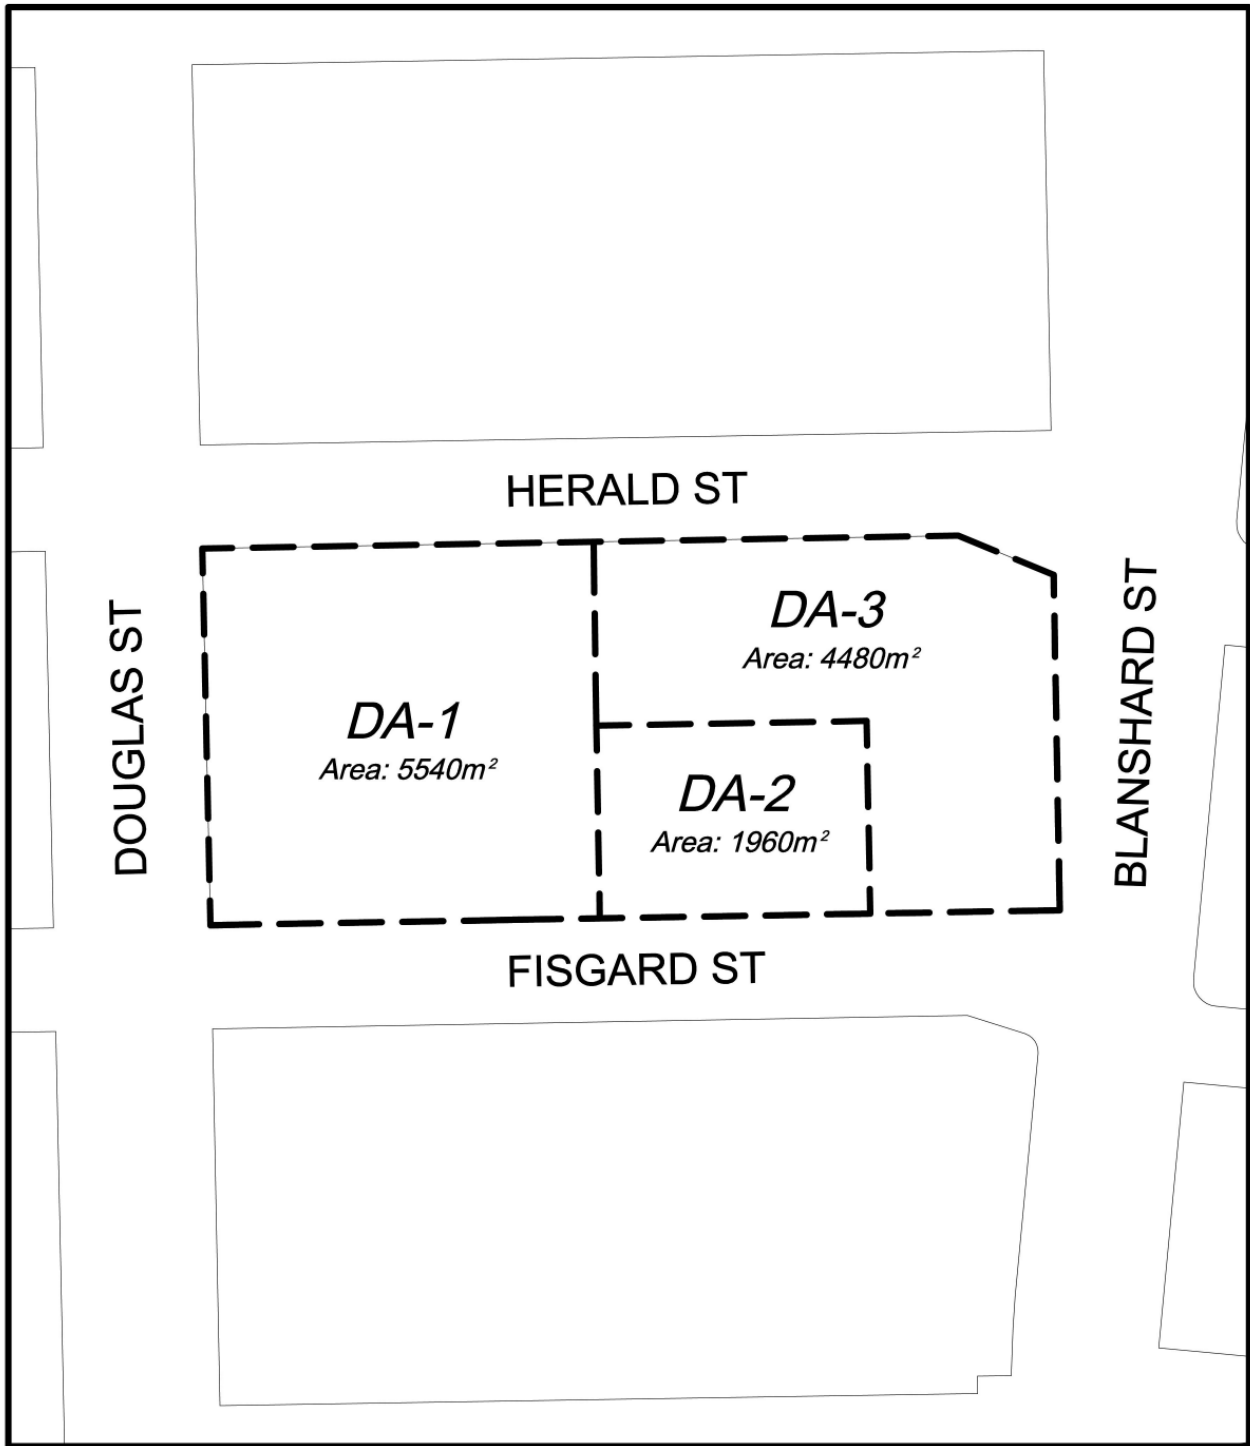 HERALD ST
DOUGLAS ST
DA-3
Area: 4480m²
BLANSHARD ST
DA-1
Area: 5540m²
DA-2
Area: 1960m²
FISGARD ST